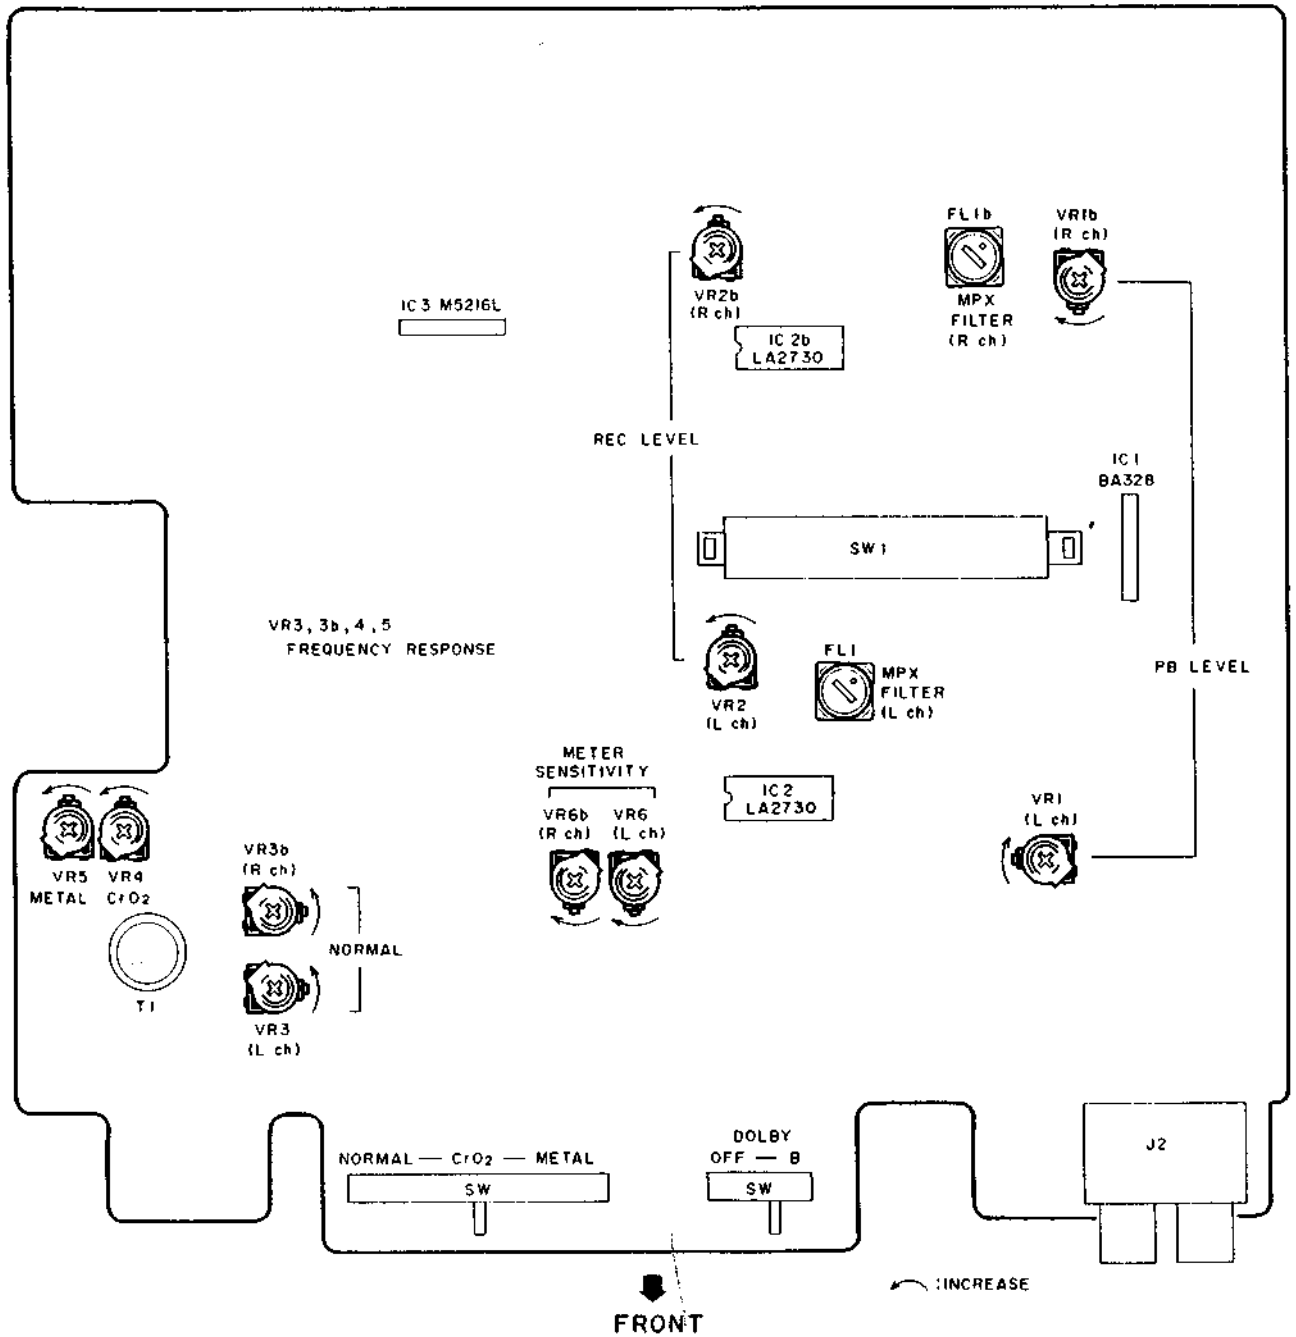 FL1b
VR1b
(R ch)
MPX
FILTER
(R ch)
VR2b
(R ch)
IC3 M5216L
IC2b
LA2730
REC LEVEL
IC1
BA328
SW1
VR3, 3b, 4, 5
FREQUENCY RESPONSE
FL1
MPX
FILTER
(L ch)
PB LEVEL
VR2
(L ch)
METER
SENSITIVITY
VR6b
(R ch)
VR6
(L ch)
IC2
LA2730
VR1
(L ch)
VR5
METAL
VR4
CrO2
VR3b
(R ch)
NORMAL
T1
VR3
(L ch)
NORMAL — CrO2 — METAL
SW
DOLBY
OFF — B
SW
J2
:INCREASE
FRONT